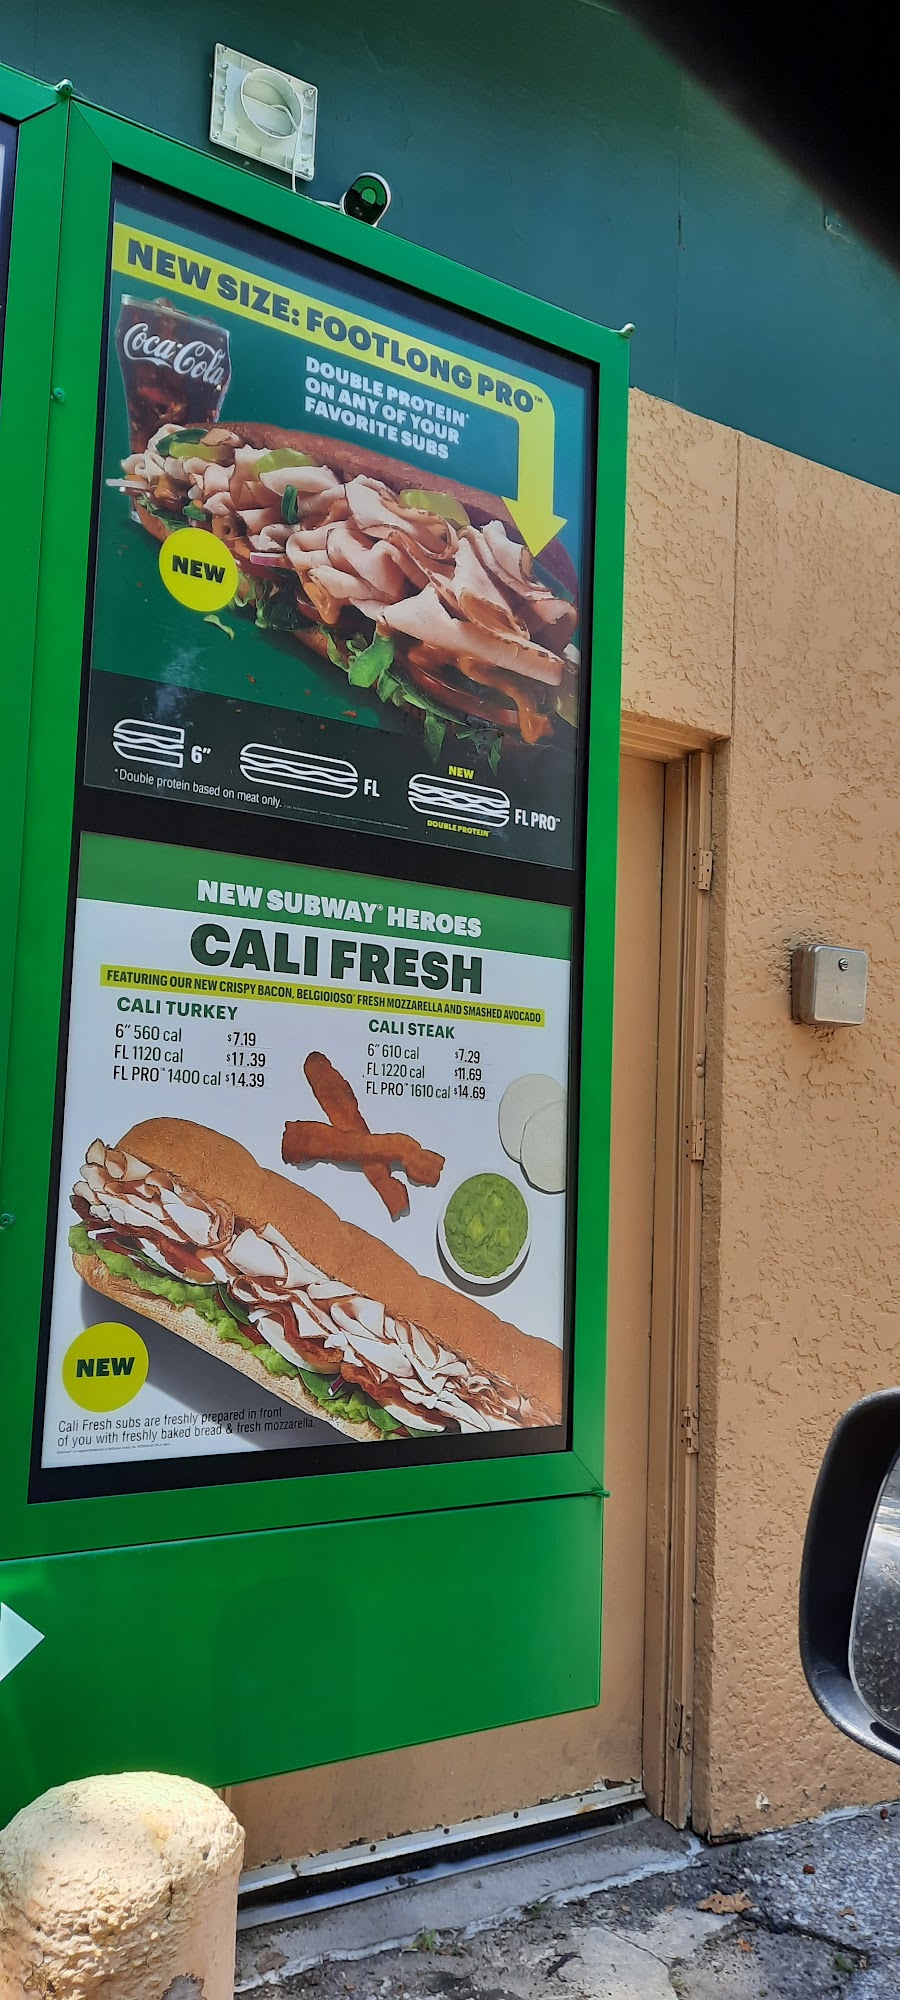 NEW SIZE: FOOTLONG PRO™
Coca-Cola
DOUBLE PROTEIN*
ON ANY OF YOUR
FAVORITE SUBS
NEW
6"
FL
NEW
DOUBLE PROTEIN*
FL PRO™
*Double protein based on meat only.
NEW SUBWAY® HEROES
CALI FRESH
FEATURING OUR NEW CRISPY BACON, BELGIOIOSO® FRESH MOZZARELLA AND SMASHED AVOCADO
CALI TURKEY
6" 560 cal $7.19
FL 1120 cal $11.39
FL PRO™ 1400 cal $14.39
CALI STEAK
6" 610 cal $7.29
FL 1220 cal $11.69
FL PRO™ 1610 cal $14.69
NEW
Cali Fresh subs are freshly prepared in front
of you with freshly baked bread & fresh mozzarella.